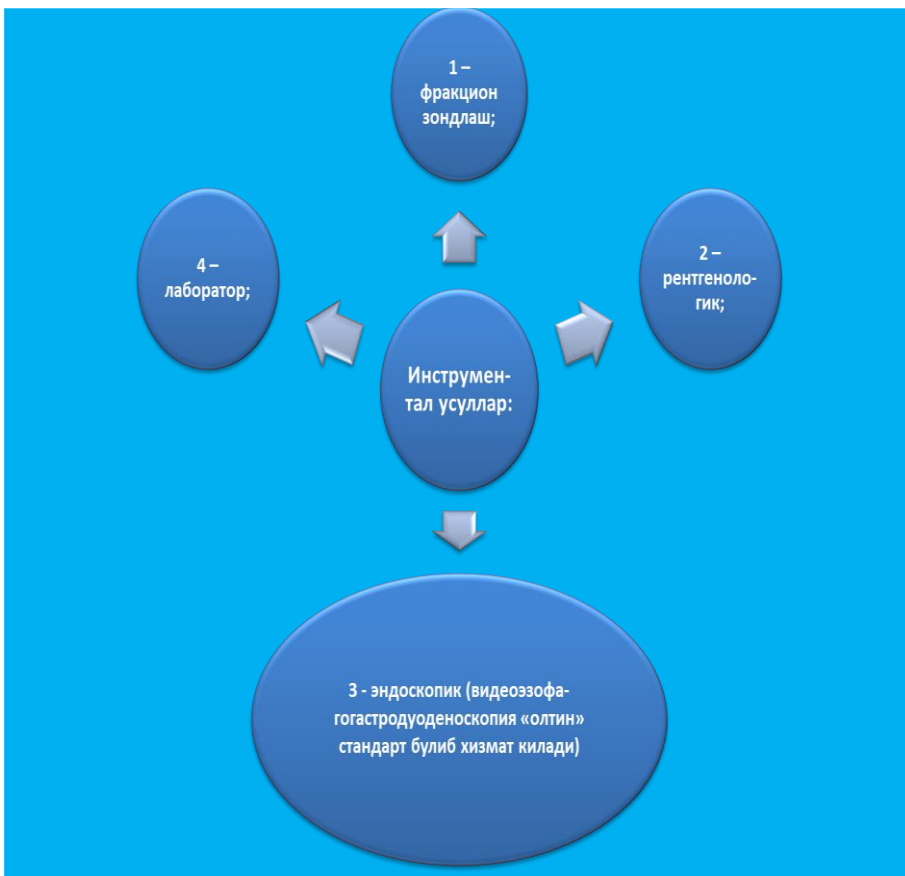 1 –
фракцион
зондлаш;
4 –
лаборатор;
2 –
рентгеноло-
гик;
Инструмен-
тал усуллар:
3 - эндоскопик (видеоэзофа-
гогастродуоденоскопия «олтин»
стандарт булиб хизмат килади)